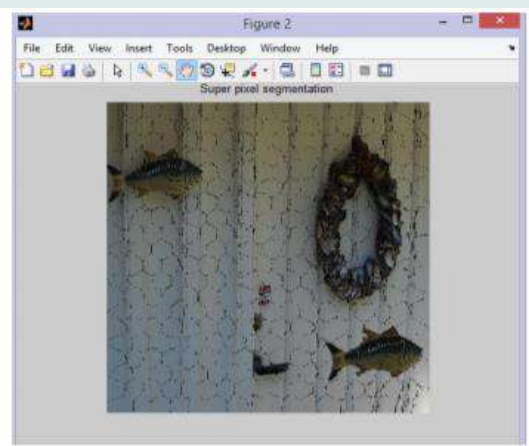 Figure 2
File Edit View Insert Tools Desktop Window Help
Super pixel segmentation